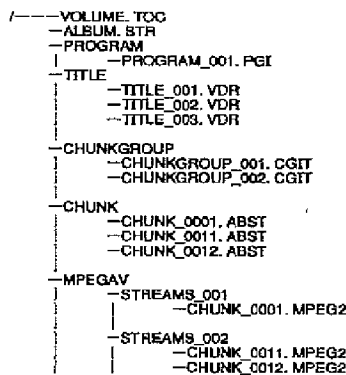 /————VOLUME. TOC
—ALBUM. STR
—PROGRAM
—PROGRAM_001. PGI
—TITLE
—TITLE_001. VDR
—TITLE_002. VDR
—TITLE_003. VDR
—CHUNKGROUP
—CHUNKGROUP_001. CGIT
—CHUNKGROUP_002. CGIT
—CHUNK
—CHUNK_0001. ABST
—CHUNK_0011. ABST
—CHUNK_0012. ABST
—MPEGAV
—STREAMS_001
—CHUNK_0001. MPEG2
—STREAMS_002
—CHUNK_0011. MPEG2
—CHUNK_0012. MPEG2